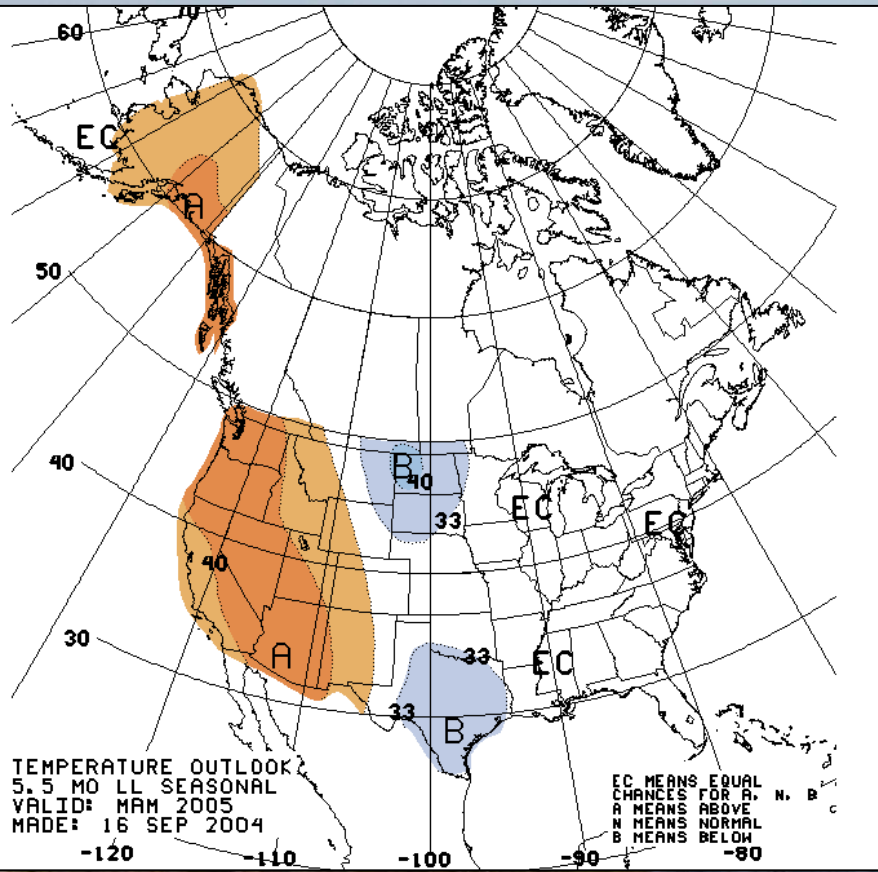 70
60
EC
A
50
40
B
40
33
EC
EC
40
30
A
33
EC
33
B
TEMPERATURE OUTLOOK
5.5 MO LL SEASONAL
VALID: MAM 2005
MADE: 16 SEP 2004
EC MEANS EQUAL
CHANCES FOR A, N, B
A MEANS ABOVE
N MEANS NORMAL
B MEANS BELOW
-120
-110
-100
-90
-80